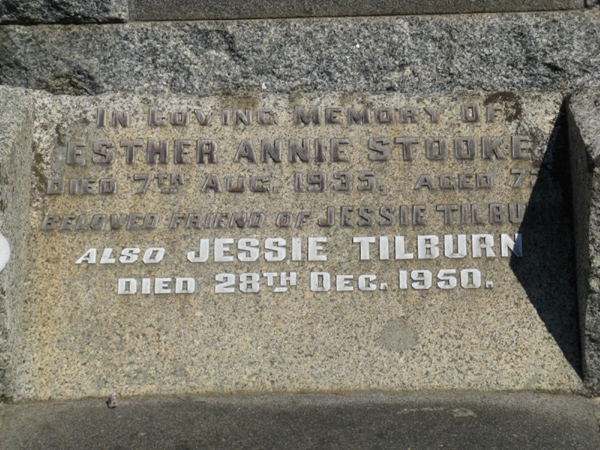 IN LOVING MEMORY OF
ESTHER ANNIE STOOKE
DIED 7TH AUG. 1935. AGED
BELOVED FRIEND OF JESSIE
ALSO JESSIE TILBURN
DIED 28TH DEC. 1950.